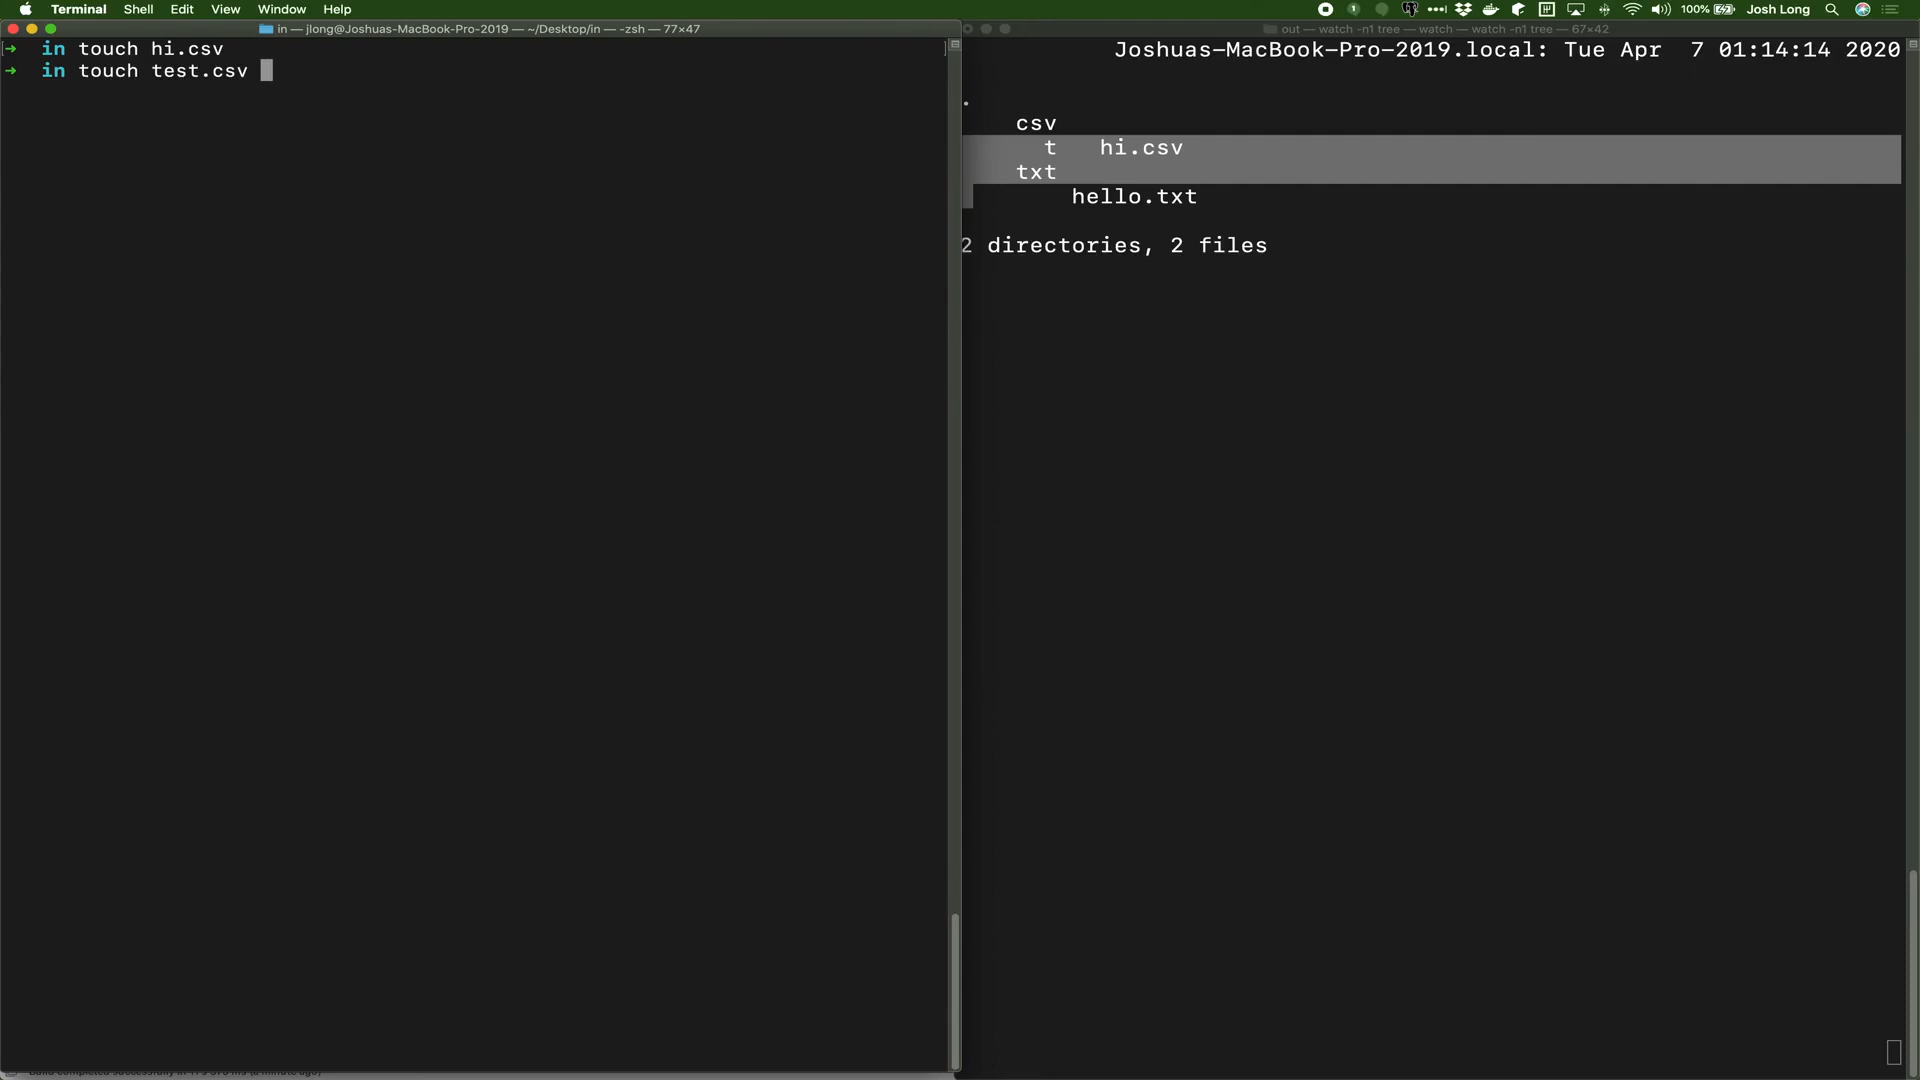 Terminal Shell Edit View Window Help 100% Josh Long
in — jlong@Joshuas-MacBook-Pro-2019 — ~/Desktop/in — -zsh — 77×47
→ in touch hi.csv
→ in touch test.csv
out — watch -n1 tree — watch — watch -n1 tree — 67×42
Joshuas-MacBook-Pro-2019.local: Tue Apr 7 01:14:14 2020
.
csv
t hi.csv
txt
hello.txt
2 directories, 2 files